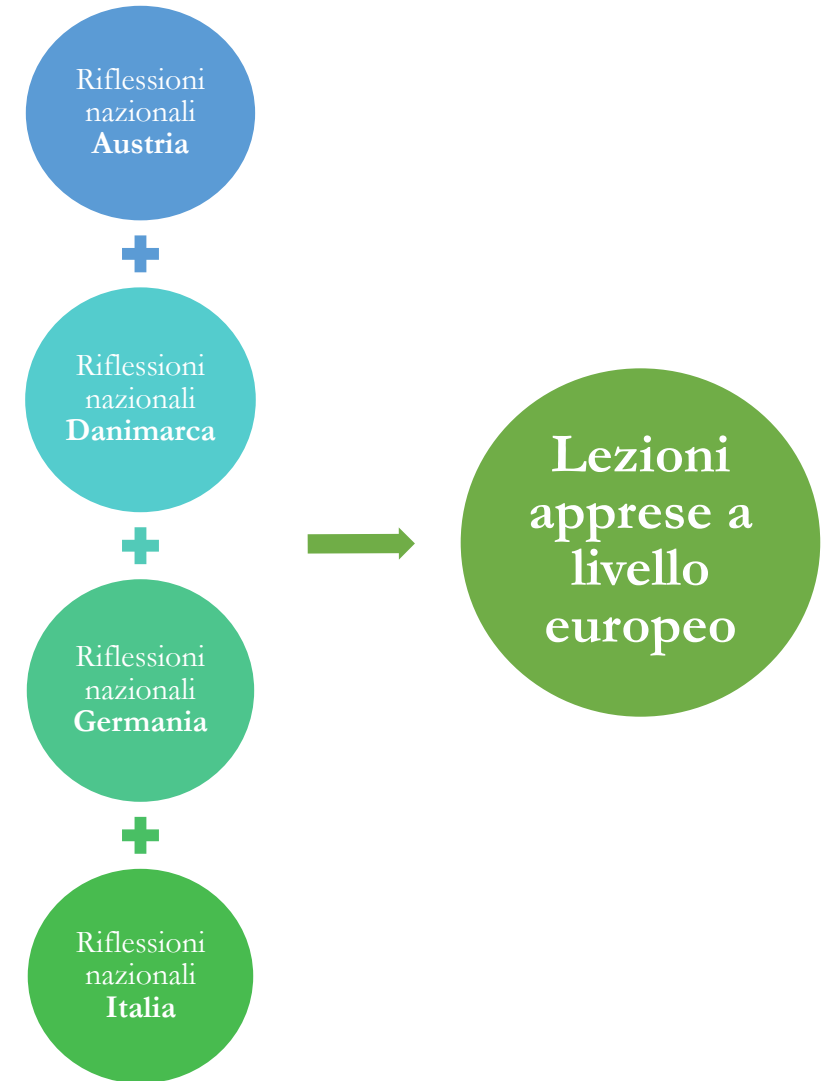 Riflessioni
nazionali
Austria
Riflessioni
nazionali
Danimarca
Riflessioni
nazionali
Germania
Riflessioni
nazionali
Italia
Lezioni
apprese a
livello
europeo